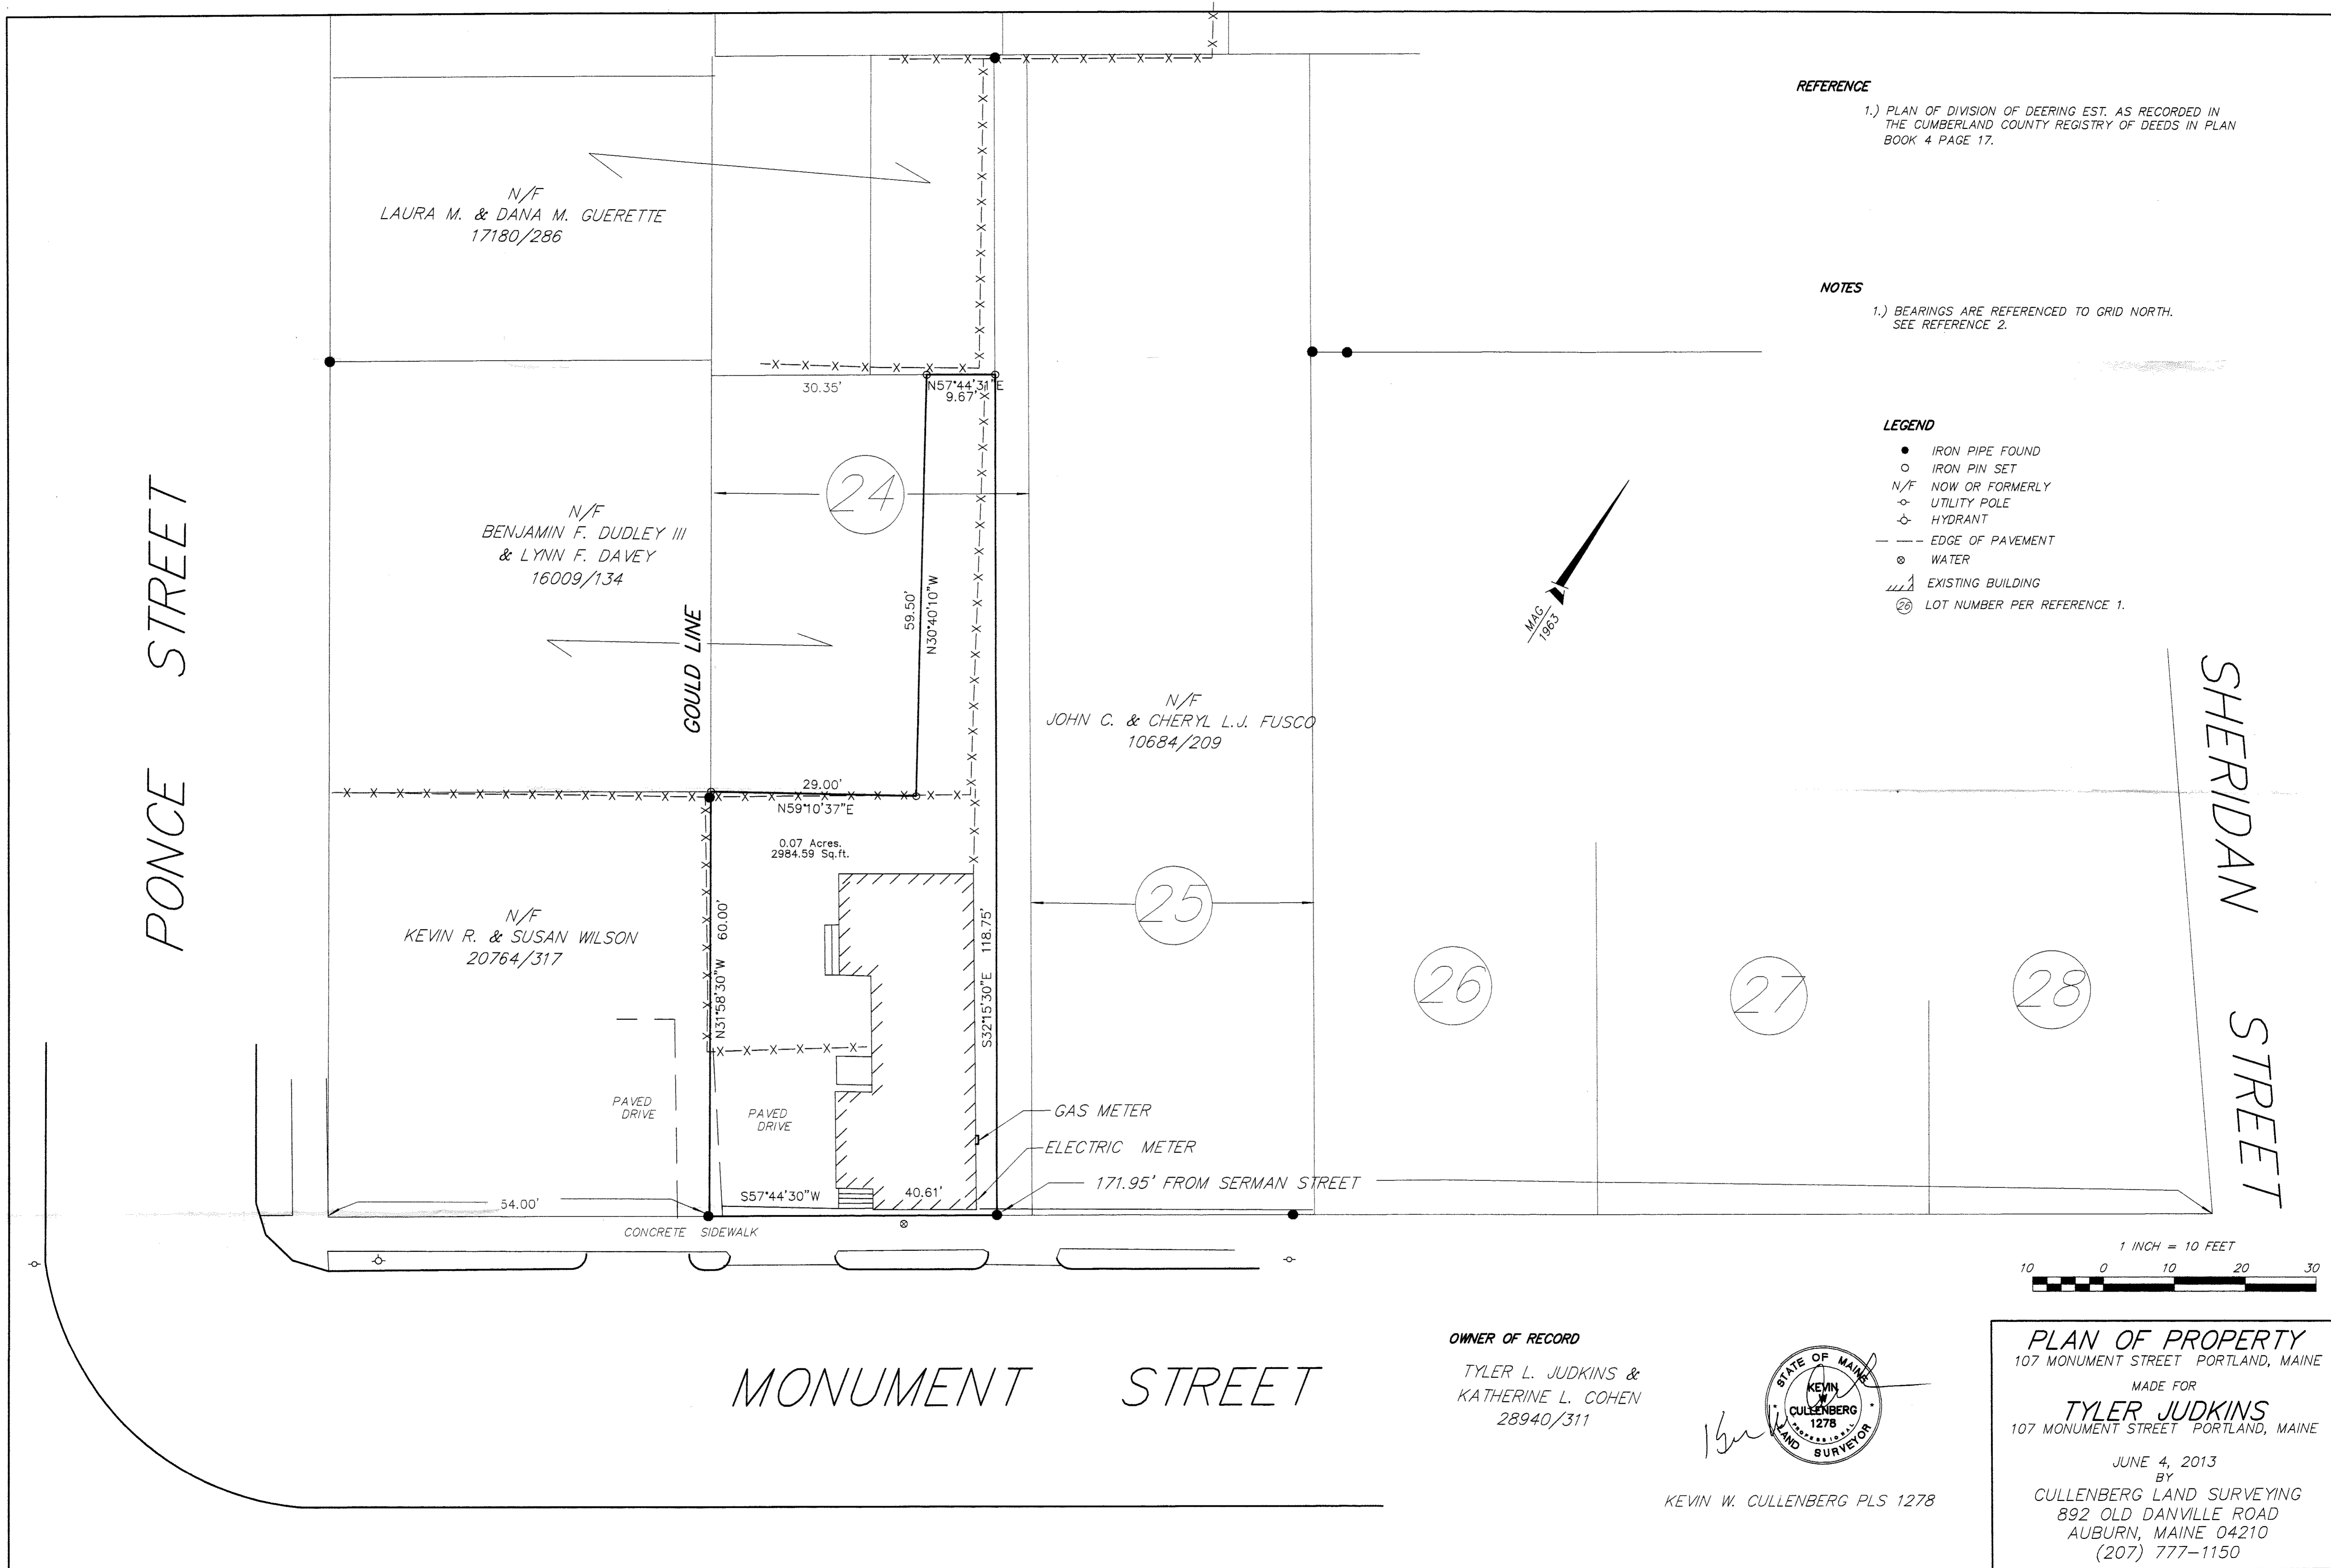 REFERENCE
1.) PLAN OF DIVISION OF DEERING EST. AS RECORDED IN
THE CUMBERLAND COUNTY REGISTRY OF DEEDS IN PLAN
BOOK 4 PAGE 17.
NOTES
1.) BEARINGS ARE REFERENCED TO GRID NORTH.
SEE REFERENCE 2.
LEGEND
IRON PIPE FOUND
IRON PIN SET
N/F NOW OR FORMERLY
UTILITY POLE
HYDRANT
EDGE OF PAVEMENT
WATER
EXISTING BUILDING
26 LOT NUMBER PER REFERENCE 1.
N/F
LAURA M. & DANA M. GUERETTE
17180/286
30.35'
N57°44'31"E
9.67'
24
N/F
BENJAMIN F. DUDLEY III
& LYNN F. DAVEY
16009/134
59.50'
N30°40'10"W
GOULD LINE
PONCE STREET
MAG
1963
N/F
JOHN C. & CHERYL L.J. FUSCO
10684/209
SHERIDAN STREET
29.00'
N59°10'37"E
0.07 Acres.
2984.59 Sq.ft.
N/F
KEVIN R. & SUSAN WILSON
20764/317
N31°58'30"W 60.00'
S32°15'30"E 118.75'
25
26
27
28
PAVED
DRIVE
PAVED
DRIVE
GAS METER
ELECTRIC METER
171.95' FROM SERMAN STREET
S57°44'30"W
40.61'
54.00'
CONCRETE SIDEWALK
MONUMENT STREET
1 INCH = 10 FEET
10 0 10 20 30
OWNER OF RECORD
TYLER L. JUDKINS &
KATHERINE L. COHEN
28940/311
STATE OF MAINE
KEVIN
W
CULLENBERG
1278
PROFESSIONAL
LAND SURVEYOR
KEVIN W. CULLENBERG PLS 1278
PLAN OF PROPERTY
107 MONUMENT STREET PORTLAND, MAINE
MADE FOR
TYLER JUDKINS
107 MONUMENT STREET PORTLAND, MAINE
JUNE 4, 2013
BY
CULLENBERG LAND SURVEYING
892 OLD DANVILLE ROAD
AUBURN, MAINE 04210
(207) 777-1150